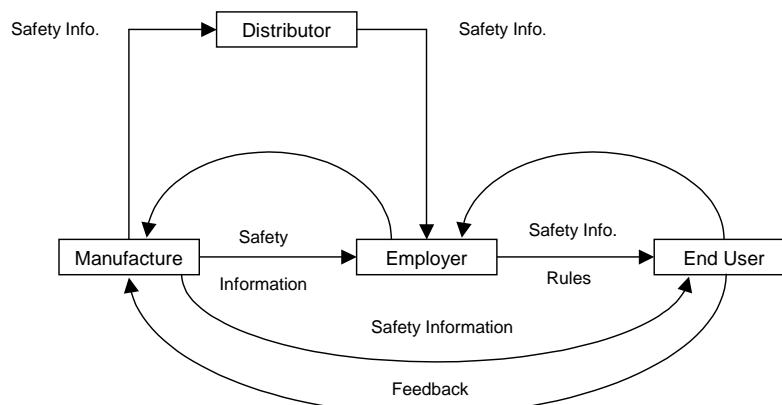 Safety Info.
Distributor
Safety Info.
Manufacture
Safety
Information
Employer
Safety Info.
Rules
End User
Safety Information
Feedback